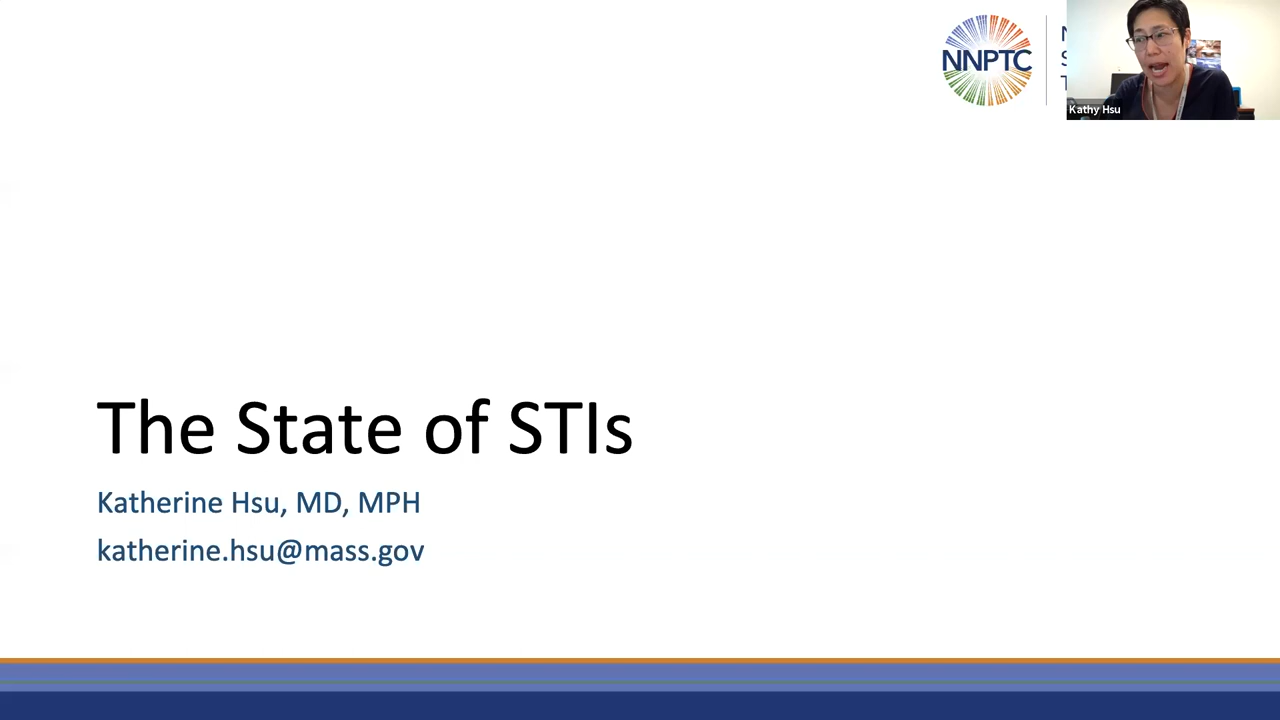 NNPTC
N
S
T
Kathy Hsu
The State of STIs
Katherine Hsu, MD, MPH
katherine.hsu@mass.gov